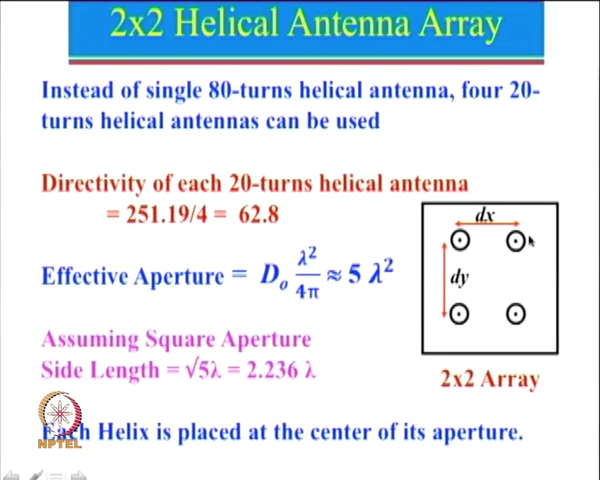 2x2 Helical Antenna Array
Instead of single 80-turns helical antenna, four 20-
turns helical antennas can be used
Directivity of each 20-turns helical antenna
= 251.19/4 = 62.8
Effective Aperture = Dₒ λ²/4π ≈ 5 λ²
Assuming Square Aperture
Side Length = √5λ = 2.236 λ
Each Helix is placed at the center of its aperture.
dx
dy
2x2 Array
NPTEL